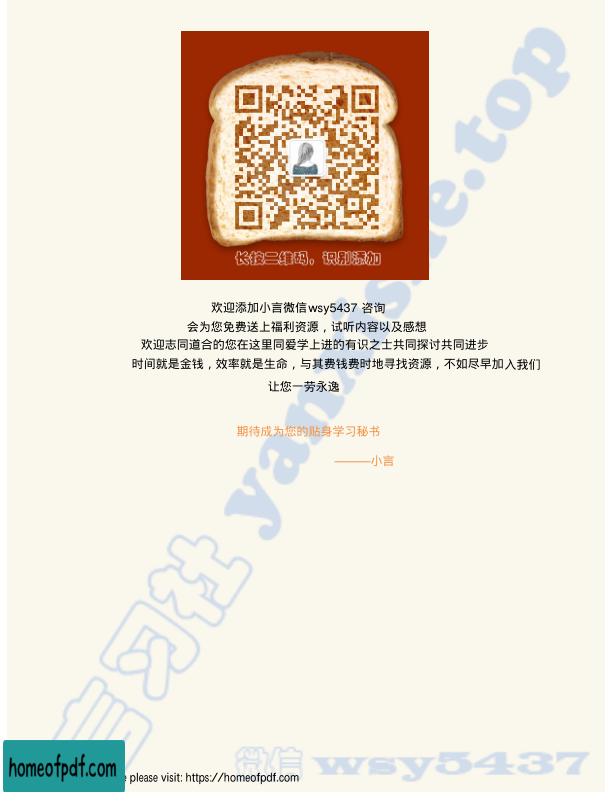 长按二维码，识别添加
欢迎添加小言微信wsy5437 咨询
会为您免费送上福利资源，试听内容以及感想
欢迎志同道合的您在这里同爱学上进的有识之士共同探讨共同进步
时间就是金钱，效率就是生命，与其费钱费时地寻找资源，不如尽早加入我们
让您一劳永逸
期待成为您的贴身学习秘书
———小言
言习社 yanxishe.top
微信 wsy5437
homeofpdf.com
please visit: https://homeofpdf.com